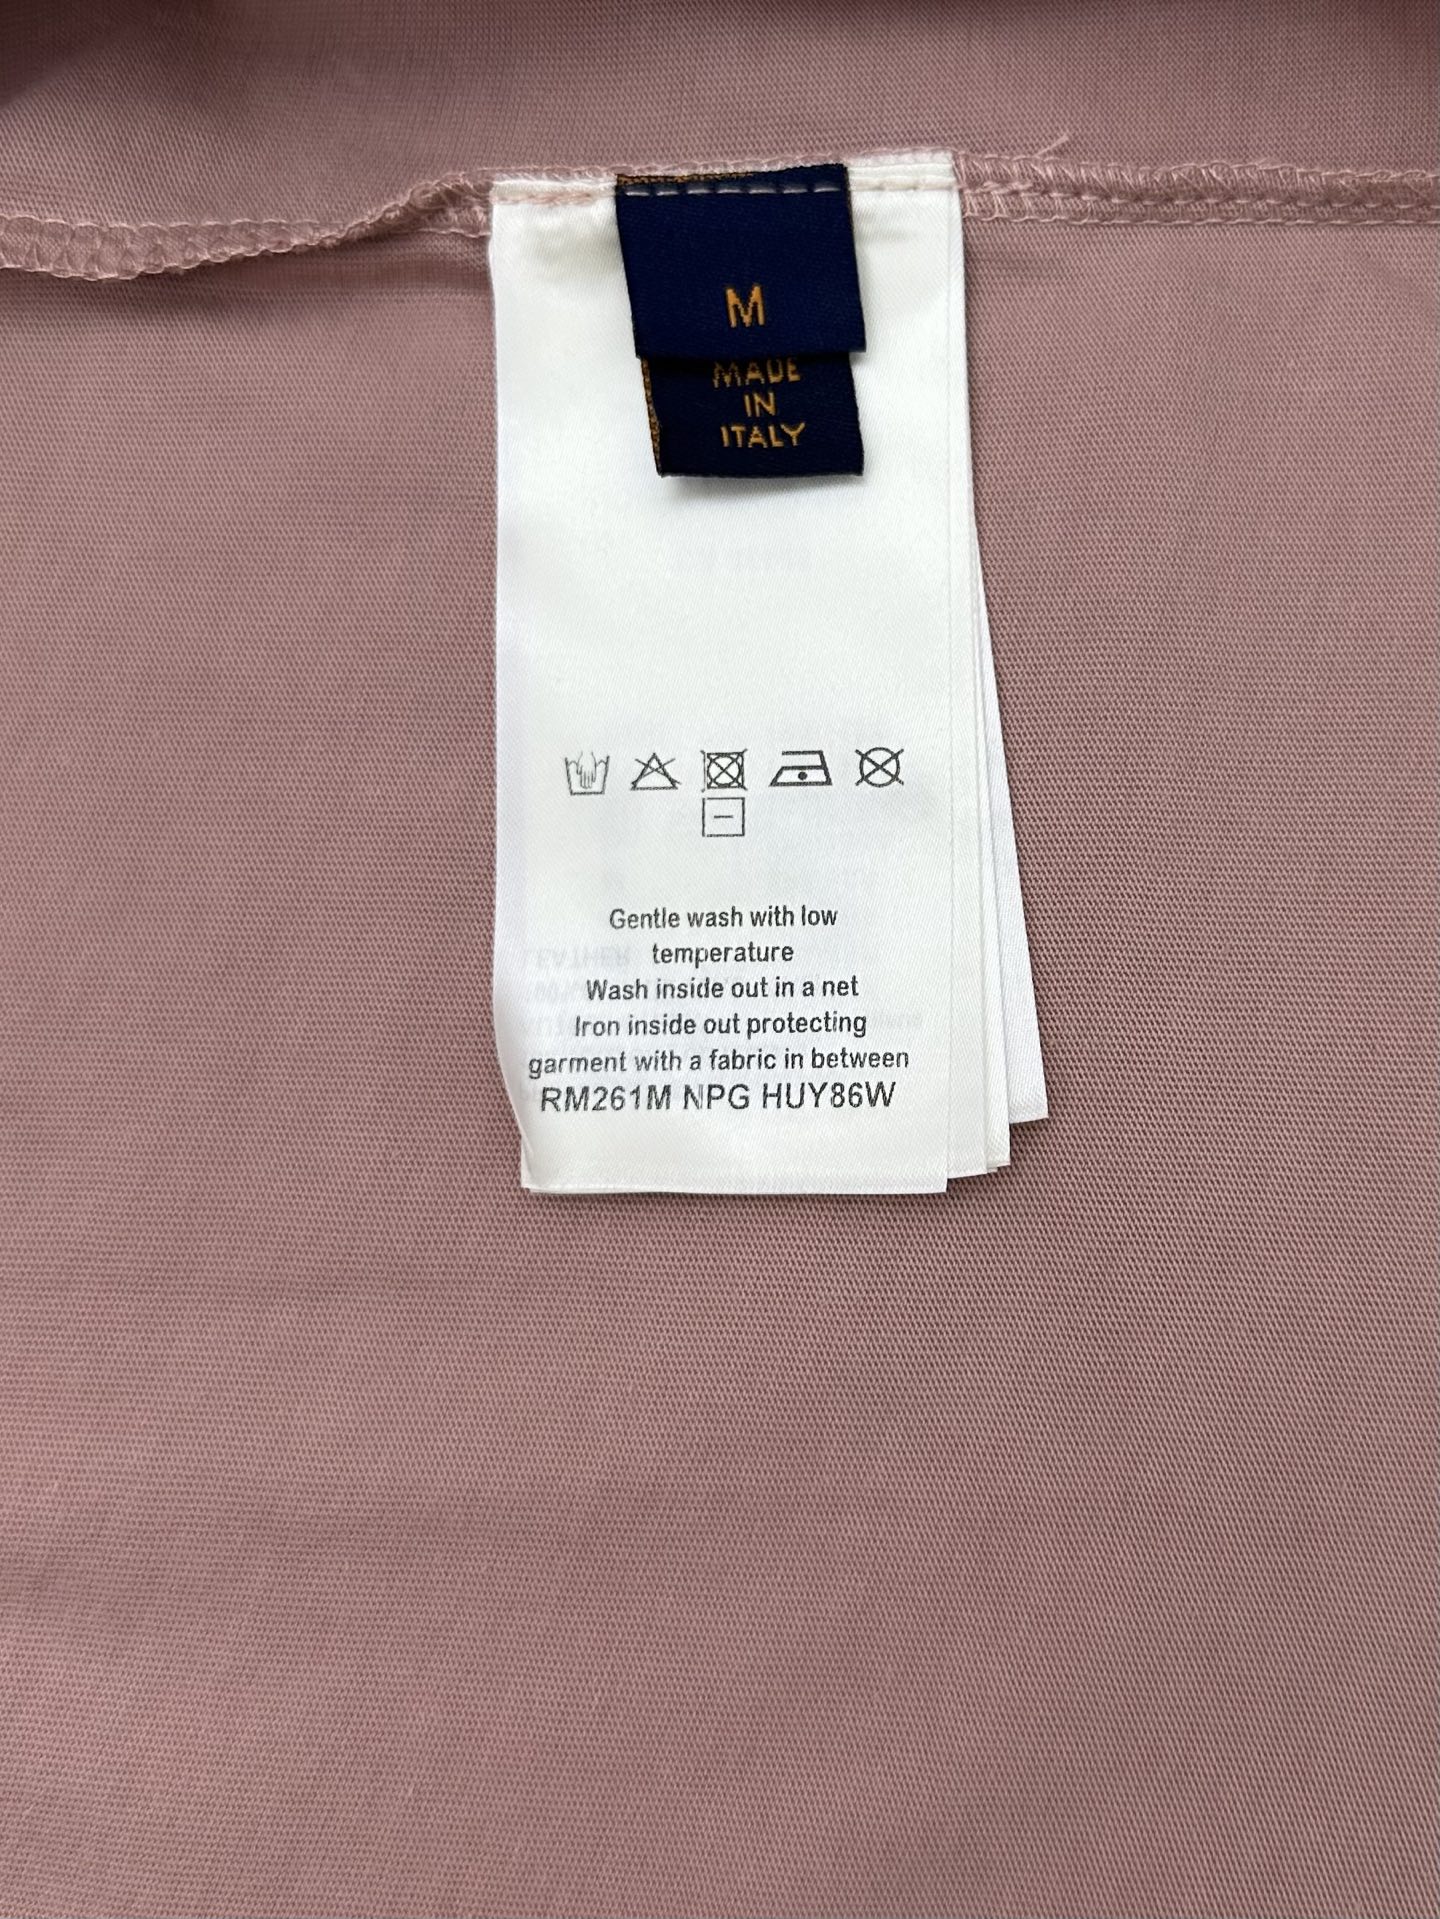 M
MADE
IN
ITALY
Gentle wash with low
temperature
Wash inside out in a net
Iron inside out protecting
garment with a fabric in between
RM261M NPG HUY86W
LEATHER